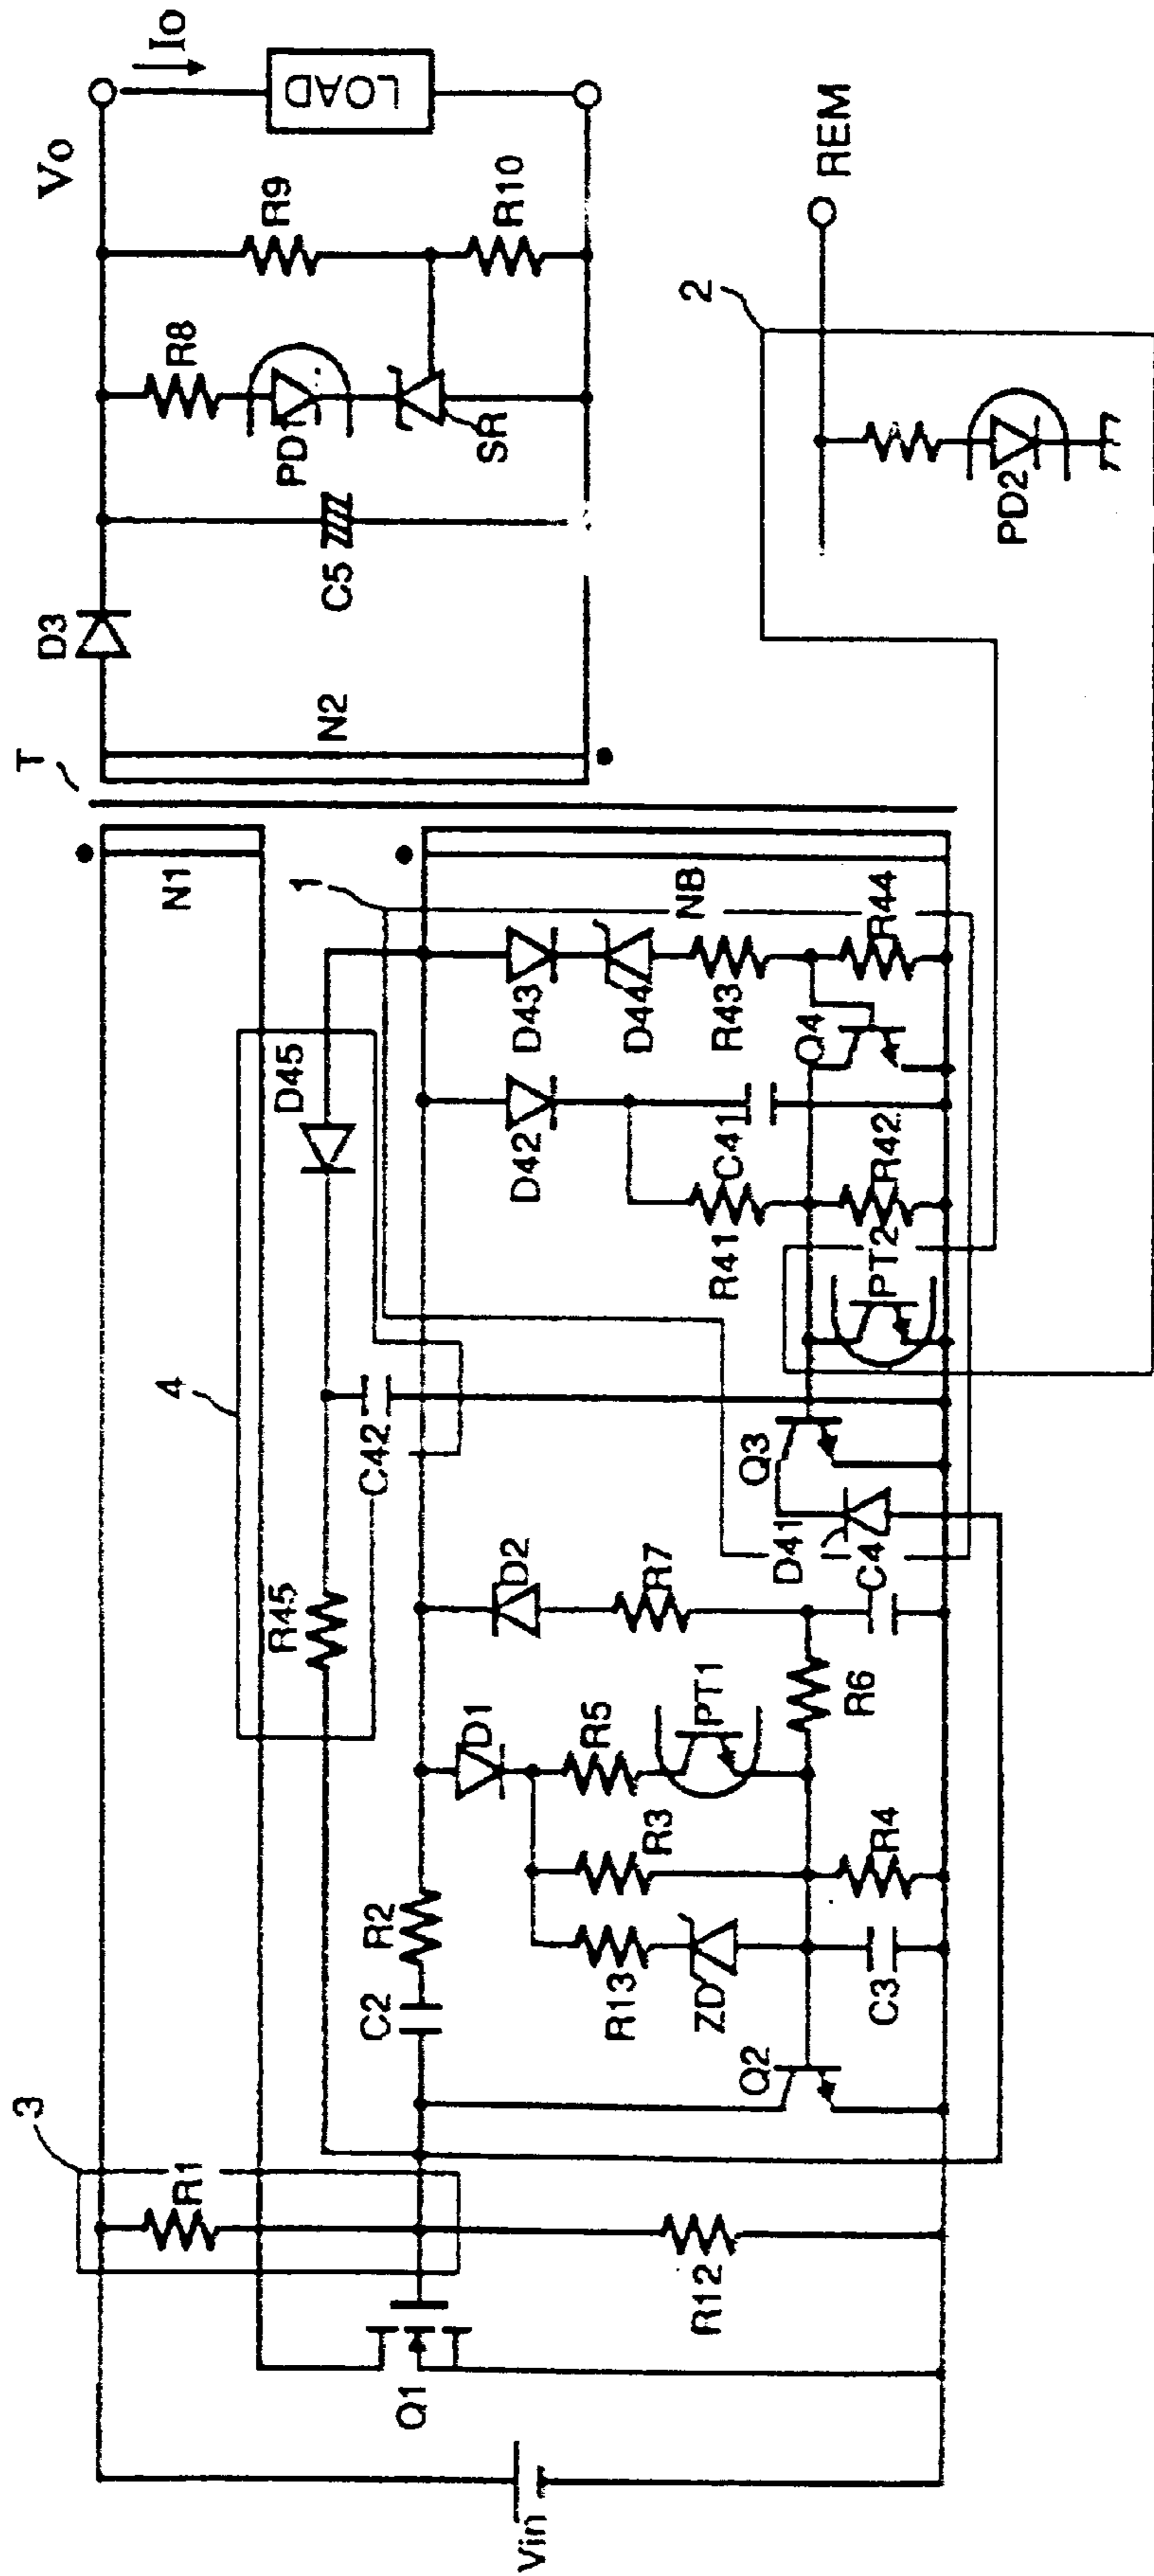 3
R1
Vin
Q1
R12
C2
R2
R13
ZD
R3
D1
R5
PT1
Q2
C3
R4
R6
D2
R7
C4
4
R45
C42
D45
D41
Q3
PT2
R41
R42
D42
C41
Q4
1
D43
D44
R43
R44
NB
N1
T
N2
D3
C5
PD1
R8
SR
R9
R10
Vo
Io
LOAD
2
REM
PD2